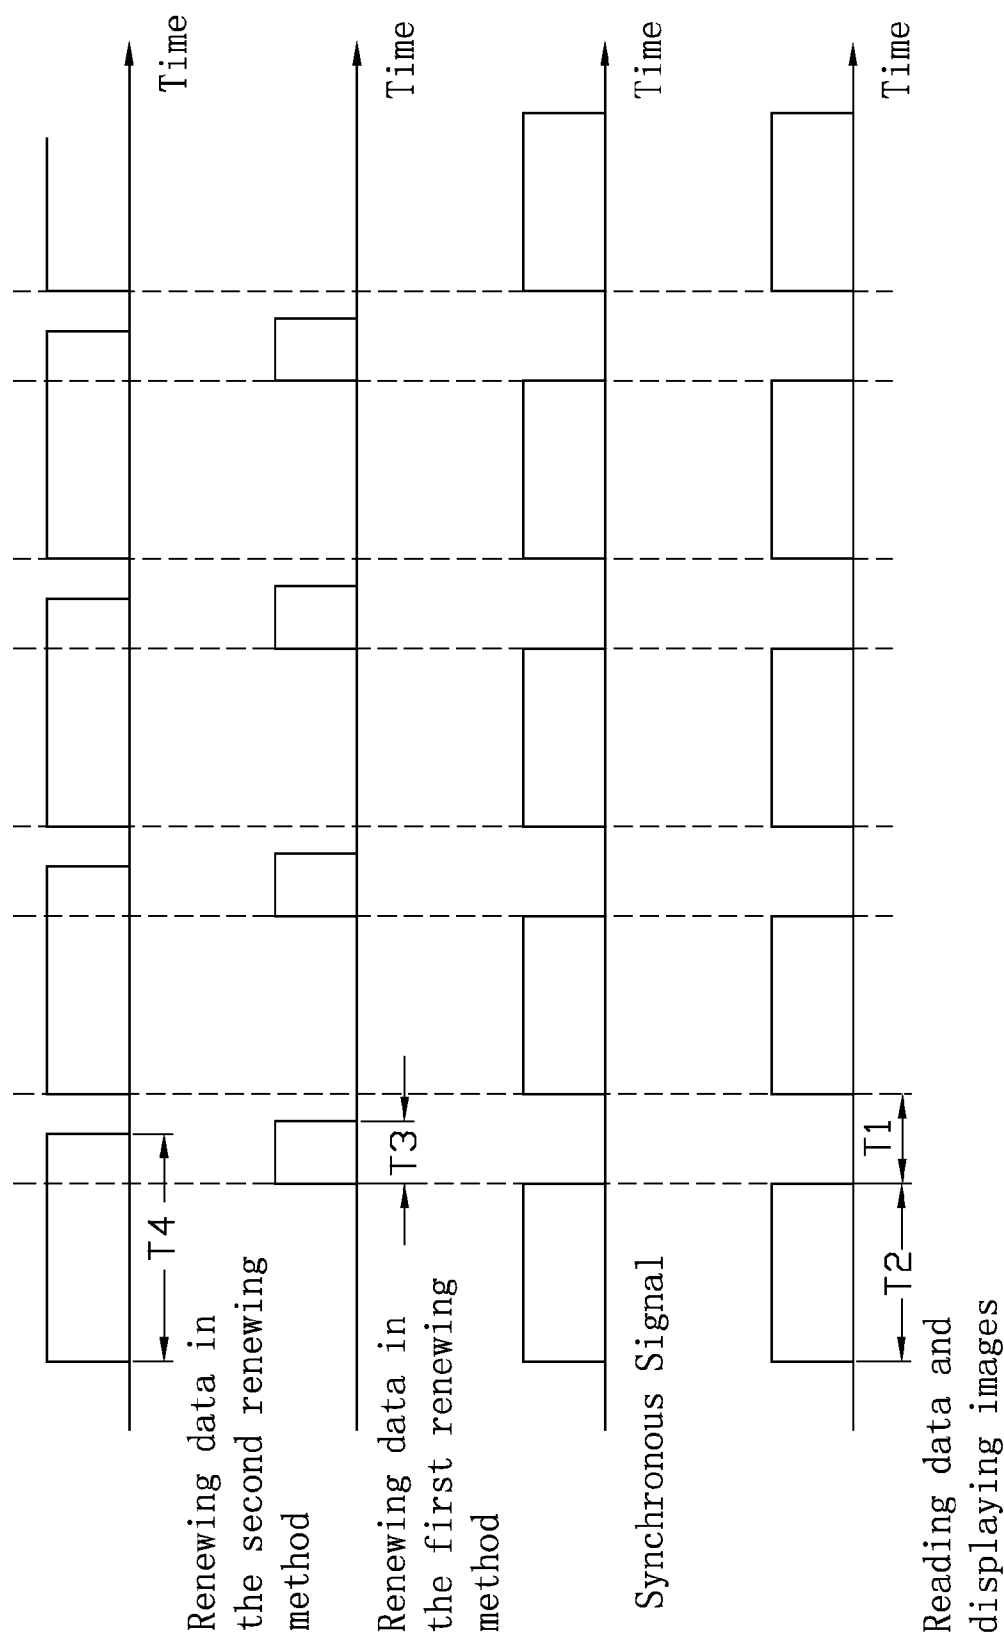 Time
T4
Renewing data in
the second renewing
method
Time
T3
Renewing data in
the first renewing
method
Time
Synchronous Signal
Time
T2
T1
Reading data and
displaying images